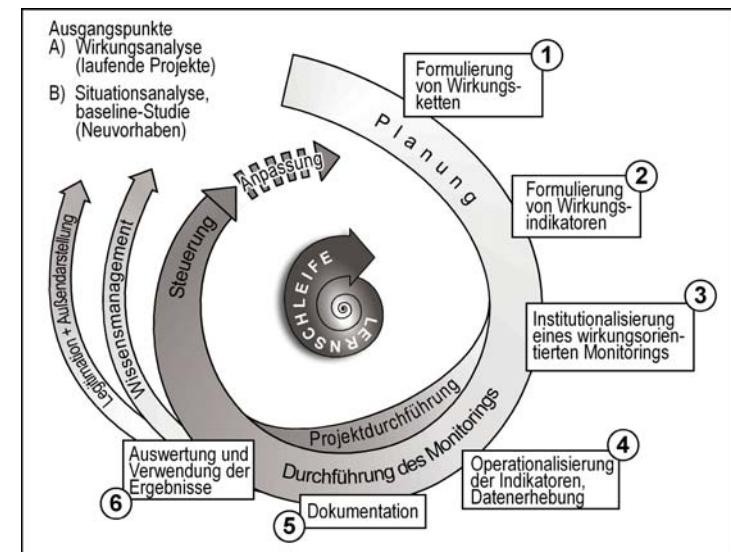 Ausgangspunkte
A) Wirkungsanalyse
(laufende Projekte)
B) Situationsanalyse,
baseline-Studie
(Neuvorhaben)
1
Formulierung
von Wirkungs-
ketten
Planung
2
Formulierung
von Wirkungs-
indikatoren
3
Institutionalisierung
eines wirkungsorien-
tierten Monitorings
4
Operationalisierung
der Indikatoren,
Datenerhebung
Projektdurchführung
Durchführung des Monitorings
5
Dokumentation
6
Auswertung und
Verwendung der
Ergebnisse
Legitimation + Außendarstellung
Wissensmanagement
Steuerung
Anpassung
LERNSCHLEIFE